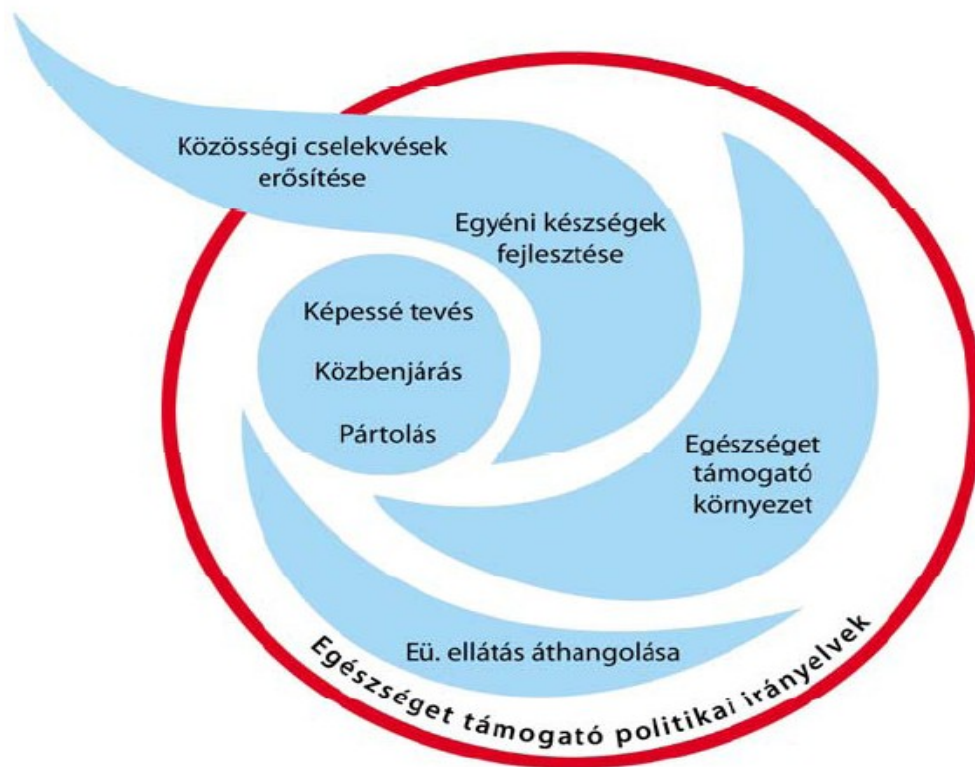 Közösségi cselekvések
erősítése
Egyéni készségek
fejlesztése
Képessé tevés
Közbenjárás
Pártolás
Egészséget
támogató
környezet
Eü. ellátás áthangolása
Egészséget támogató politikai irányelvek